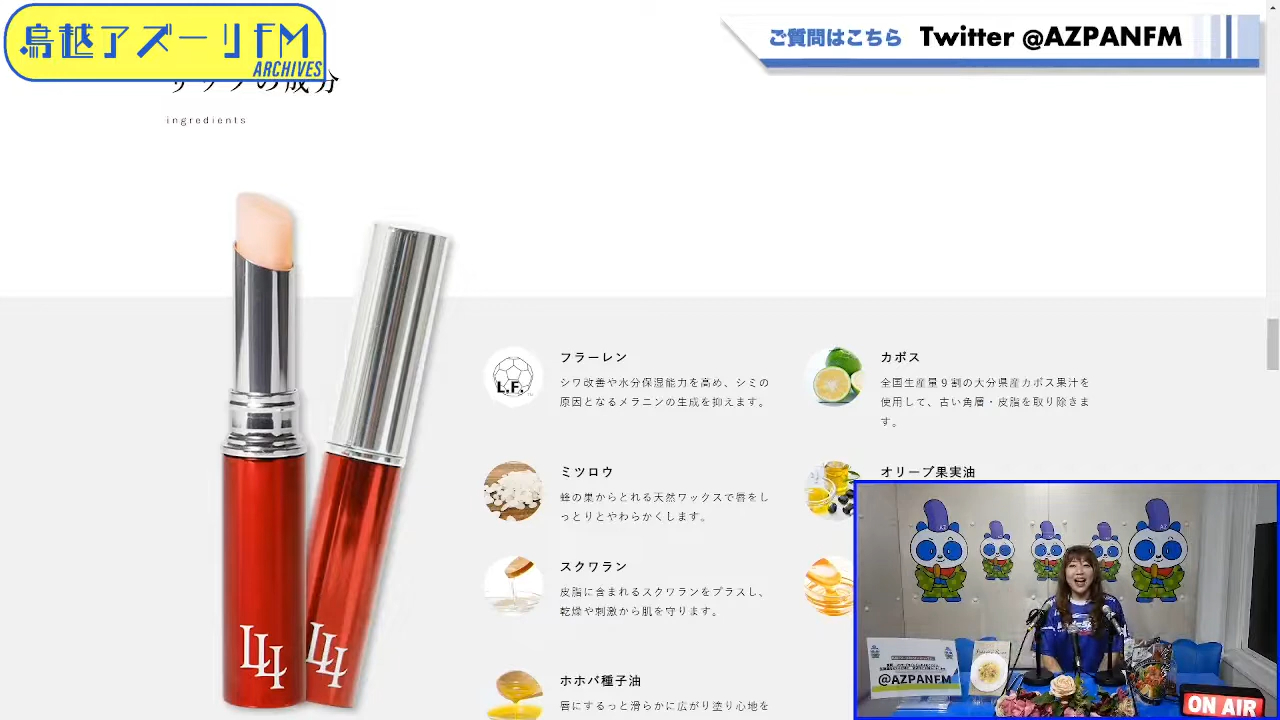 鳥越アズーリFM
ARCHIVES
ご質問はこちら Twitter @AZPANFM
リップの成分
ingredients
フラーレン
シワ改善や水分保湿能力を高め、シミの
原因となるメラニンの生成を抑えます。
L.F.
カボス
全国生産量9割の大分県産カボス果汁を
使用して、古い角層・皮脂を取り除きま
す。
ミツロウ
蜂の巣からとれる天然ワックスで唇をし
っとりとやわらかくします。
オリーブ果実油
スクワラン
皮脂に含まれるスクワランをプラスし、
乾燥や刺激から肌を守ります。
ホホバ種子油
唇にするっと滑らかに広がり塗り心地を
AZ
AZ
@AZPANFM
ON AIR